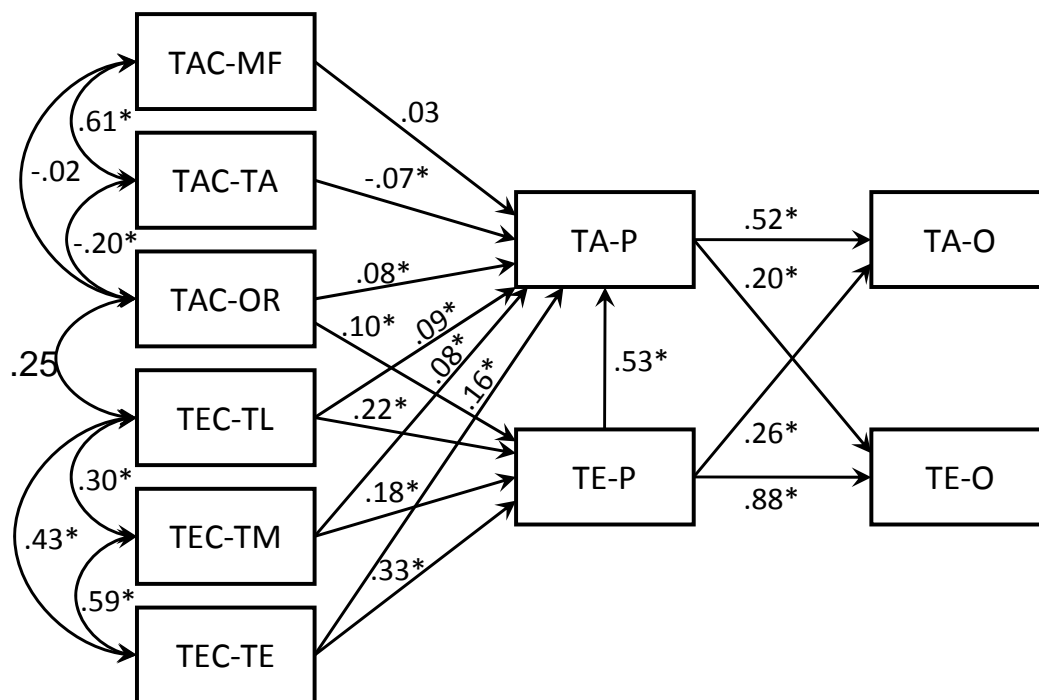 TAC-MF
.61*
.03
-.02
TAC-TA
-.07*
-.20*
TAC-OR
.08*
.10*
.25
TEC-TL
.09*
.22*
.30*
TEC-TM
.08*
.18*
.43*
.59*
TEC-TE
.16*
.33*
TA-P
.53*
TE-P
.52*
.20*
.26*
.88*
TA-O
TE-O